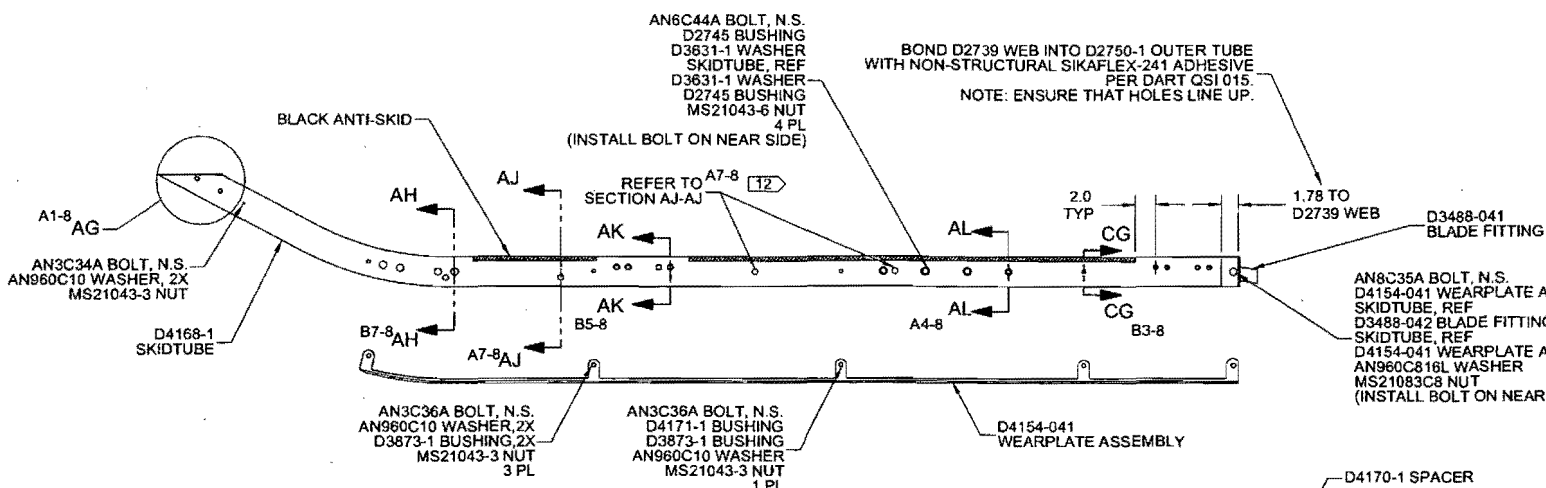 AN6C44A BOLT, N.S.
D2745 BUSHING
D3631-1 WASHER
SKIDTUBE, REF
D3631-1 WASHER
D2745 BUSHING
MS21043-6 NUT
4 PL
(INSTALL BOLT ON NEAR SIDE)
BOND D2739 WEB INTO D2750-1 OUTER TUBE
WITH NON-STRUCTURAL SIKAFLEX-241 ADHESIVE
PER DART QSI 015.
NOTE: ENSURE THAT HOLES LINE UP.
BLACK ANTI-SKID
REFER TO
SECTION AJ-AJ
A7-8
12
2.0
TYP
1.78 TO
D2739 WEB
D3488-041
BLADE FITTING
A1-8
AG
AH
AJ
AK
AL
CG
AN3C34A BOLT, N.S.
AN960C10 WASHER, 2X
MS21043-3 NUT
D4168-1
SKIDTUBE
B7-8
AH
A7-8
AJ
B5-8
AK
A4-8
AL
CG
B3-8
AN8C35A BOLT, N.S.
D4154-041 WEARPLATE A
SKIDTUBE, REF
D3488-042 BLADE FITTING
SKIDTUBE, REF
D4154-041 WEARPLATE A
AN960C816L WASHER
MS21083C8 NUT
(INSTALL BOLT ON NEAR
AN3C36A BOLT, N.S.
AN960C10 WASHER,2X
D3873-1 BUSHING,2X
MS21043-3 NUT
3 PL
AN3C36A BOLT, N.S.
D4171-1 BUSHING
D3873-1 BUSHING
AN960C10 WASHER
MS21043-3 NUT
1 PL
D4154-041
WEARPLATE ASSEMBLY
D4170-1 SPACER